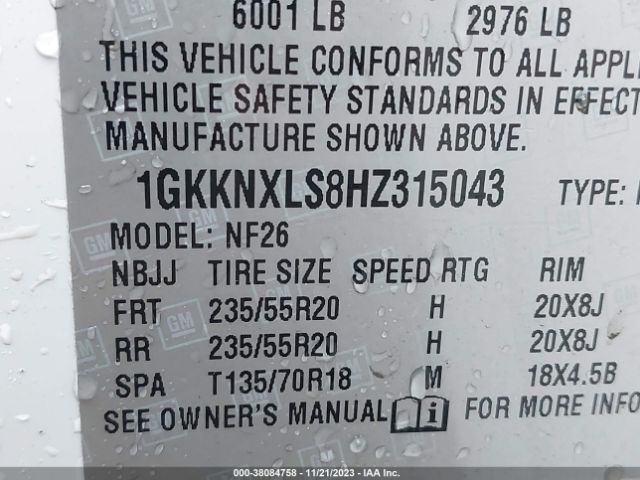 6001 LB 2976 LB
THIS VEHICLE CONFORMS TO ALL
VEHICLE SAFETY STANDARDS IN EFFECT
MANUFACTURE SHOWN ABOVE.
1GKKNXLS8HZ315043 TYPE:
MODEL: NF26
NBJJ TIRE SIZE SPEED RTG RIM
FRT 235/55R20 H 20X8J
RR 235/55R20 H 20X8J
SPA T135/70R18 M 18X4.5B
SEE OWNER'S MANUAL FOR MORE INFO
000-38084758 - 11/21/2023 - IAA Inc.